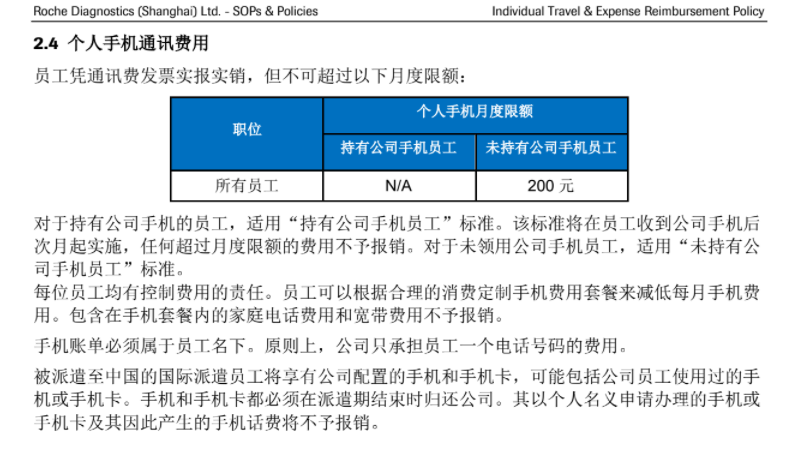 Roche Diagnostics (Shanghai) Ltd. - SOPs & Policies
Individual Travel & Expense Reimbursement Policy
2.4 个人手机通讯费用
员工凭通讯费发票实报实销，但不可超过以下月度限额：
职位
个人手机月度限额
持有公司手机员工
未持有公司手机员工
所有员工
N/A
200 元
对于持有公司手机的员工，适用“持有公司手机员工”标准。该标准将在员工收到公司手机后
次月起实施，任何超过月度限额的费用不予报销。对于未领用公司手机员工，适用“未持有公
司手机员工”标准。
每位员工均有控制费用的责任。员工可以根据合理的消费定制手机费用套餐来减低每月手机费
用。包含在手机套餐内的家庭电话费用和宽带费用不予报销。
手机账单必须属于员工名下。原则上，公司只承担员工一个电话号码的费用。
被派遣至中国的国际派遣员工将享有公司配置的手机和手机卡，可能包括公司员工使用过的手
机或手机卡。手机和手机卡都必须在派遣期结束时归还公司。其以个人名义申请办理的手机或
手机卡及其因此产生的手机话费将不予报销。